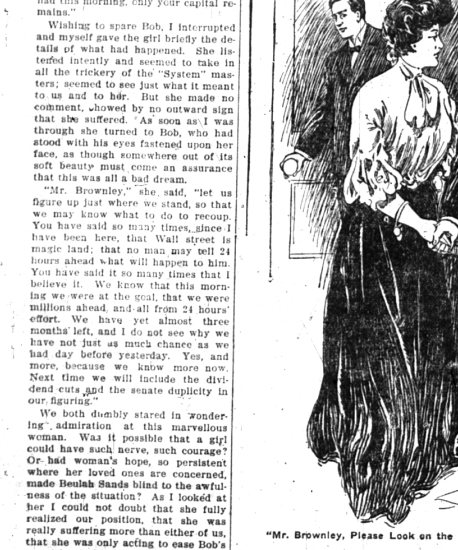 had this morning, only your capital re-
mains."
Wishing to spare Bob, I interrupted
and myself gave the girl briefly the de-
tails of what had happened. She lis-
tened intently and seemed to take in
all the trickery of the "System" mas-
ters; seemed to see just what it meant
to us and to her. But she made no
comment, showed by no outward sign
that she suffered. As soon as I was
through she turned to Bob, who had
stood with his eyes fastened upon her
face, as though somewhere out of its
soft beauty must come an assurance
that this was all a bad dream.
"Mr. Brownley," she said, "let us
figure up just where we stand, so that
we may know what to do to recoup.
You have said so many times, since I
have been here, that Wall street is
magic land; that no man may tell 24
hours ahead what will happen to him.
You have said it so many times that I
believe it. We know that this morn-
ing we were at the goal, that we were
millions ahead, and all from 24 hours'
effort. We have yet almost three
months left, and I do not see why we
have not just as much chance as we
had day before yesterday. Yes, and
more, because we know more now.
Next time we will include the divi-
dend cuts and the senate duplicity in
our figuring."
We both dumbly stared in wonder-
ing admiration at this marvellous
woman. Was it possible that a girl
could have such nerve, such courage?
Or had woman's hope, so persistent
where her loved ones are concerned,
made Beulah Sands blind to the awful-
ness of the situation? As I looked at
her I could not doubt that she fully
realized our position, that she was
really suffering more than either of us,
that she was only acting to ease Bob's
"Mr. Brownley, Please Look on the